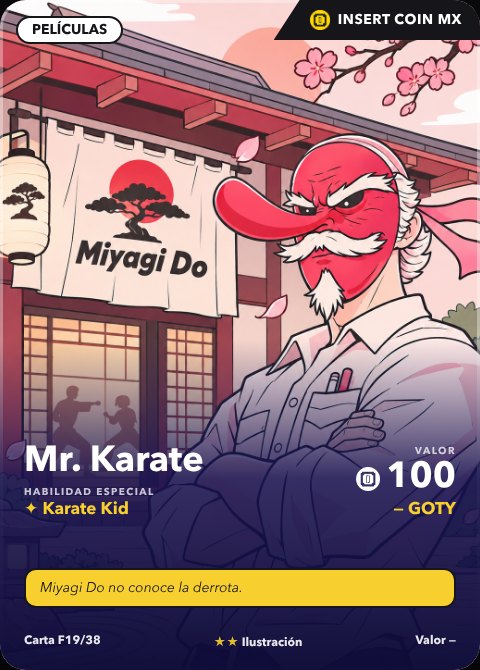 PELÍCULAS
INSERT COIN MX
Miyagi Do
Mr. Karate
HABILIDAD ESPECIAL
✦ Karate Kid
VALOR
100
— GOTY
Miyagi Do no conoce la derrota.
Carta F19/38
★★ Ilustración
Valor —